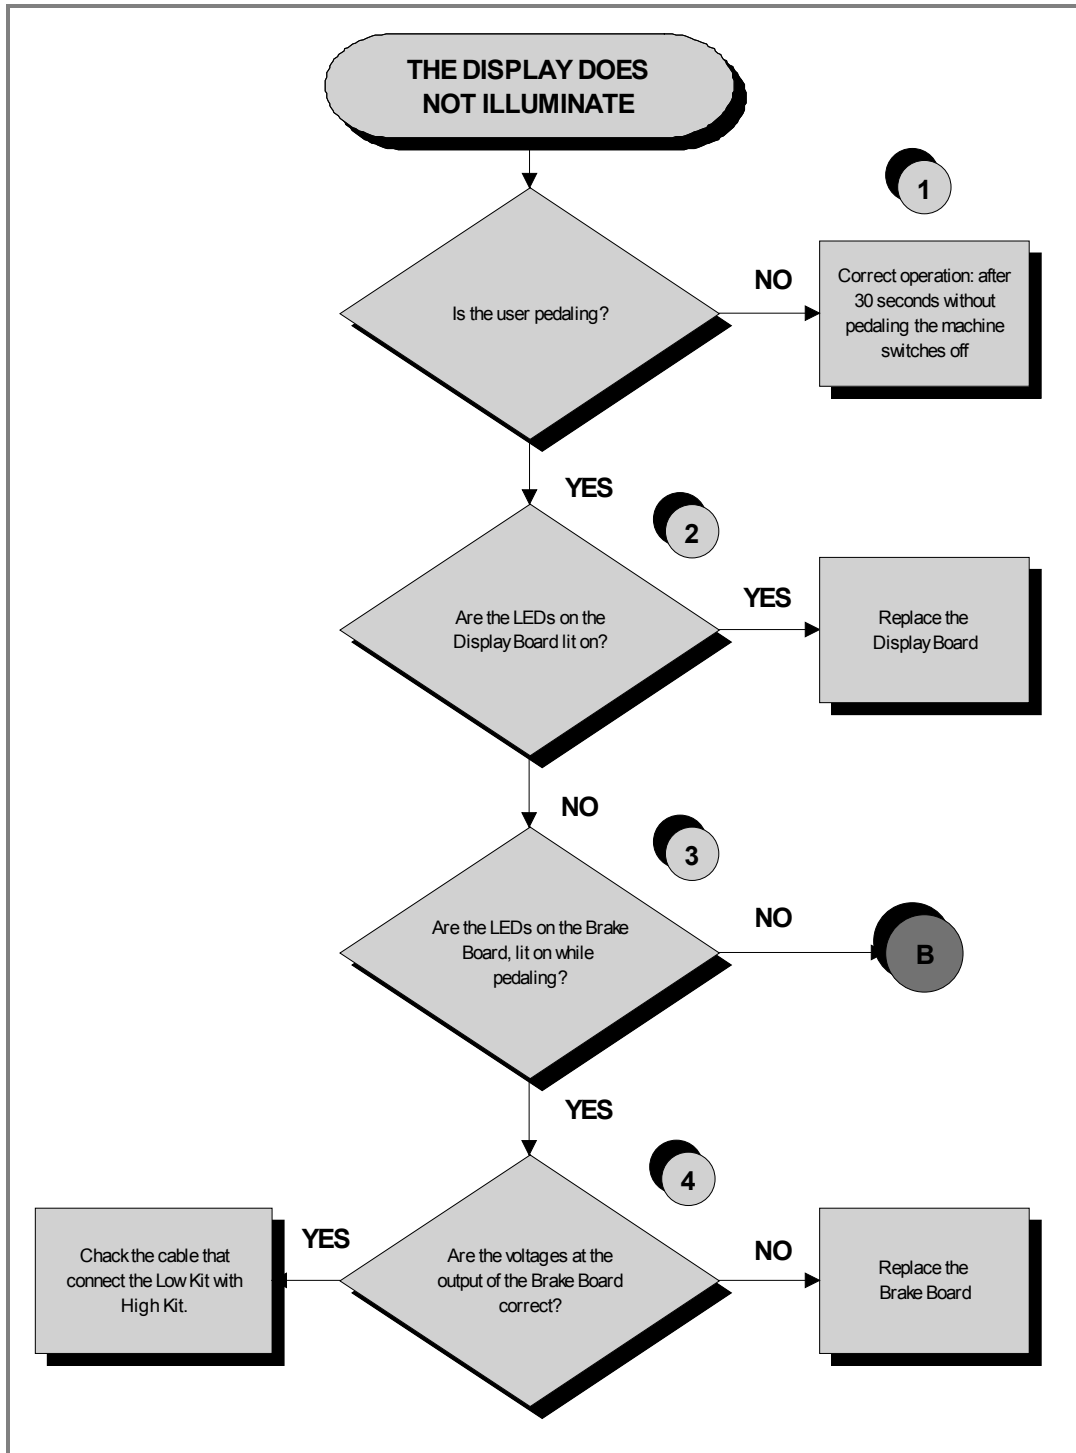 THE DISPLAY DOES
NOT ILLUMINATE
1
Is the user pedaling?
NO
Correct operation: after
30 seconds without
pedaling the machine
switches off
YES
2
Are the LEDs on the
Display Board lit on?
YES
Replace the
Display Board
NO
3
Are the LEDs on the Brake
Board, lit on while
pedaling?
NO
B
YES
4
Are the voltages at the
output of the Brake Board
correct?
YES
Chack the cable that
connect the Low Kit with
High Kit.
NO
Replace the
Brake Board